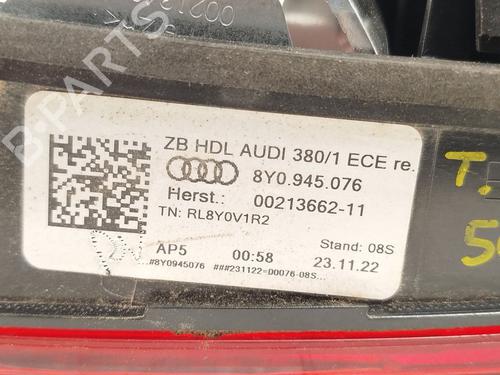 ZB HDL AUDI 380/1 ECE re.
8Y0.945.076
Herst.: 00213662-11
TN: RL8Y0V1R2
Stand: 08S
AP5 00:58 23.11.22
#8Y0945076 ###231122=00076-08S...
B-PARTS